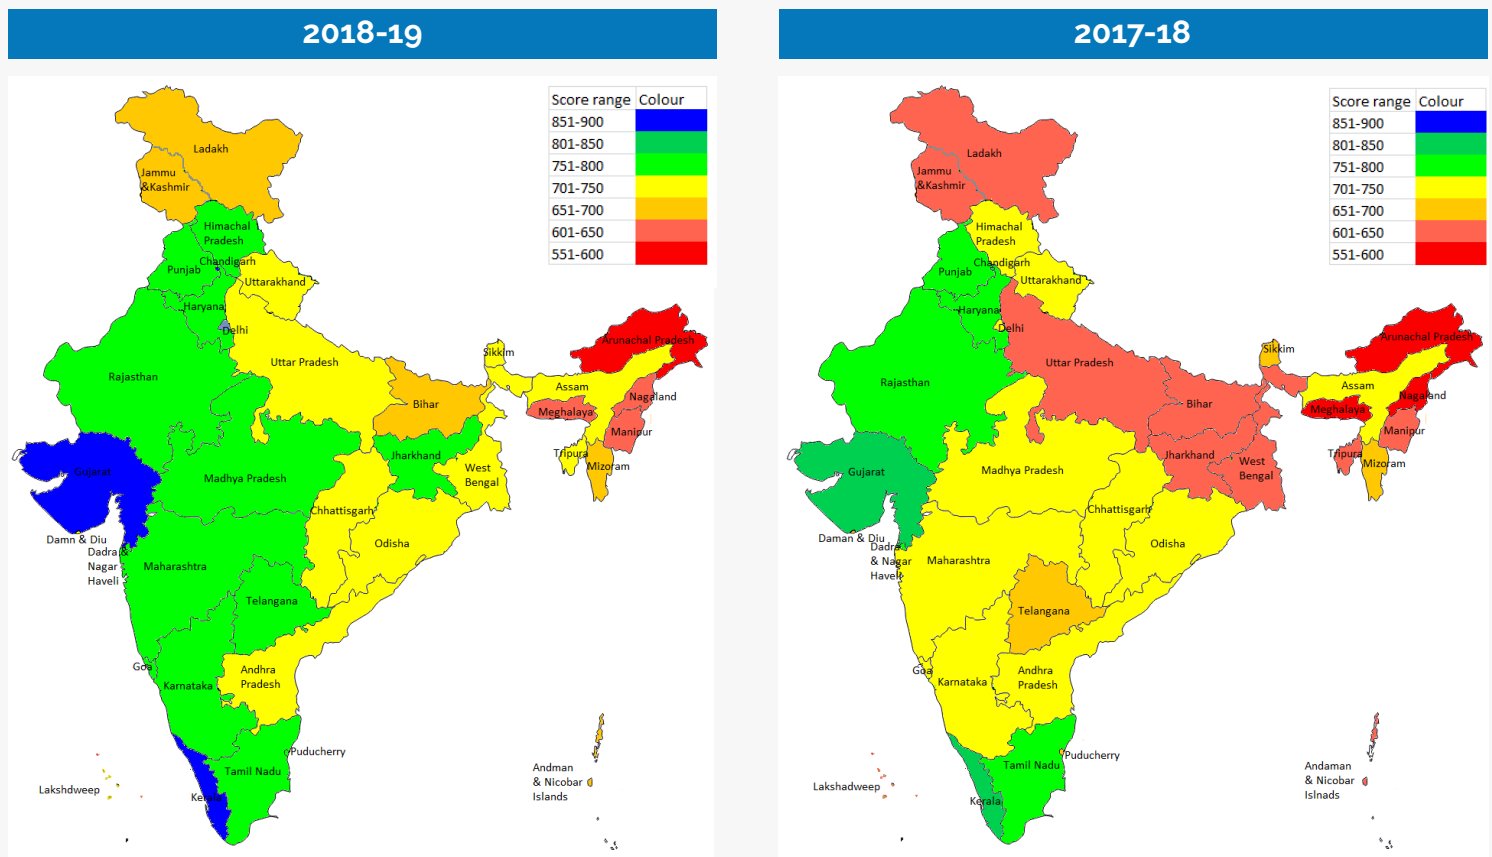 2018-19
Score range Colour
851-900
801-850
751-800
701-750
651-700
601-650
551-600
Ladakh
Jammu
&Kashmir
Himachal
Pradesh
Chandigarh
Punjab
Uttarakhand
Haryana
Delhi
Arunachal Pradesh
Sikkim
Uttar Pradesh
Rajasthan
Assam
Nagaland
Bihar
Meghalaya
Manipur
Tripura
Jharkhand
Mizoram
Gujarat
West
Bengal
Madhya Pradesh
Chhattisgarh
Damn & Diu
Odisha
Dadra &
Nagar
Haveli
Maharashtra
Telangana
Goa
Andhra
Pradesh
Karnataka
Puducherry
Tamil Nadu
Andman
& Nicobar
Islands
Lakshdweep
Kerala
2017-18
Score range Colour
851-900
801-850
751-800
701-750
651-700
601-650
551-600
Ladakh
Jammu
&Kashmir
Himachal
Pradesh
Chandigarh
Punjab
Uttarakhand
Haryana
Delhi
Arunachal Pradesh
Sikkim
Uttar Pradesh
Rajasthan
Assam
Nagaland
Bihar
Meghalaya
Manipur
Tripura
Jharkhand
Mizoram
Gujarat
West
Bengal
Madhya Pradesh
Chhattisgarh
Daman & Diu
Odisha
Dadra
& Nagar
Haveli
Maharashtra
Telangana
Goa
Andhra
Pradesh
Karnataka
Puducherry
Tamil Nadu
Andaman
& Nicobar
Islnads
Lakshadweep
Kerala